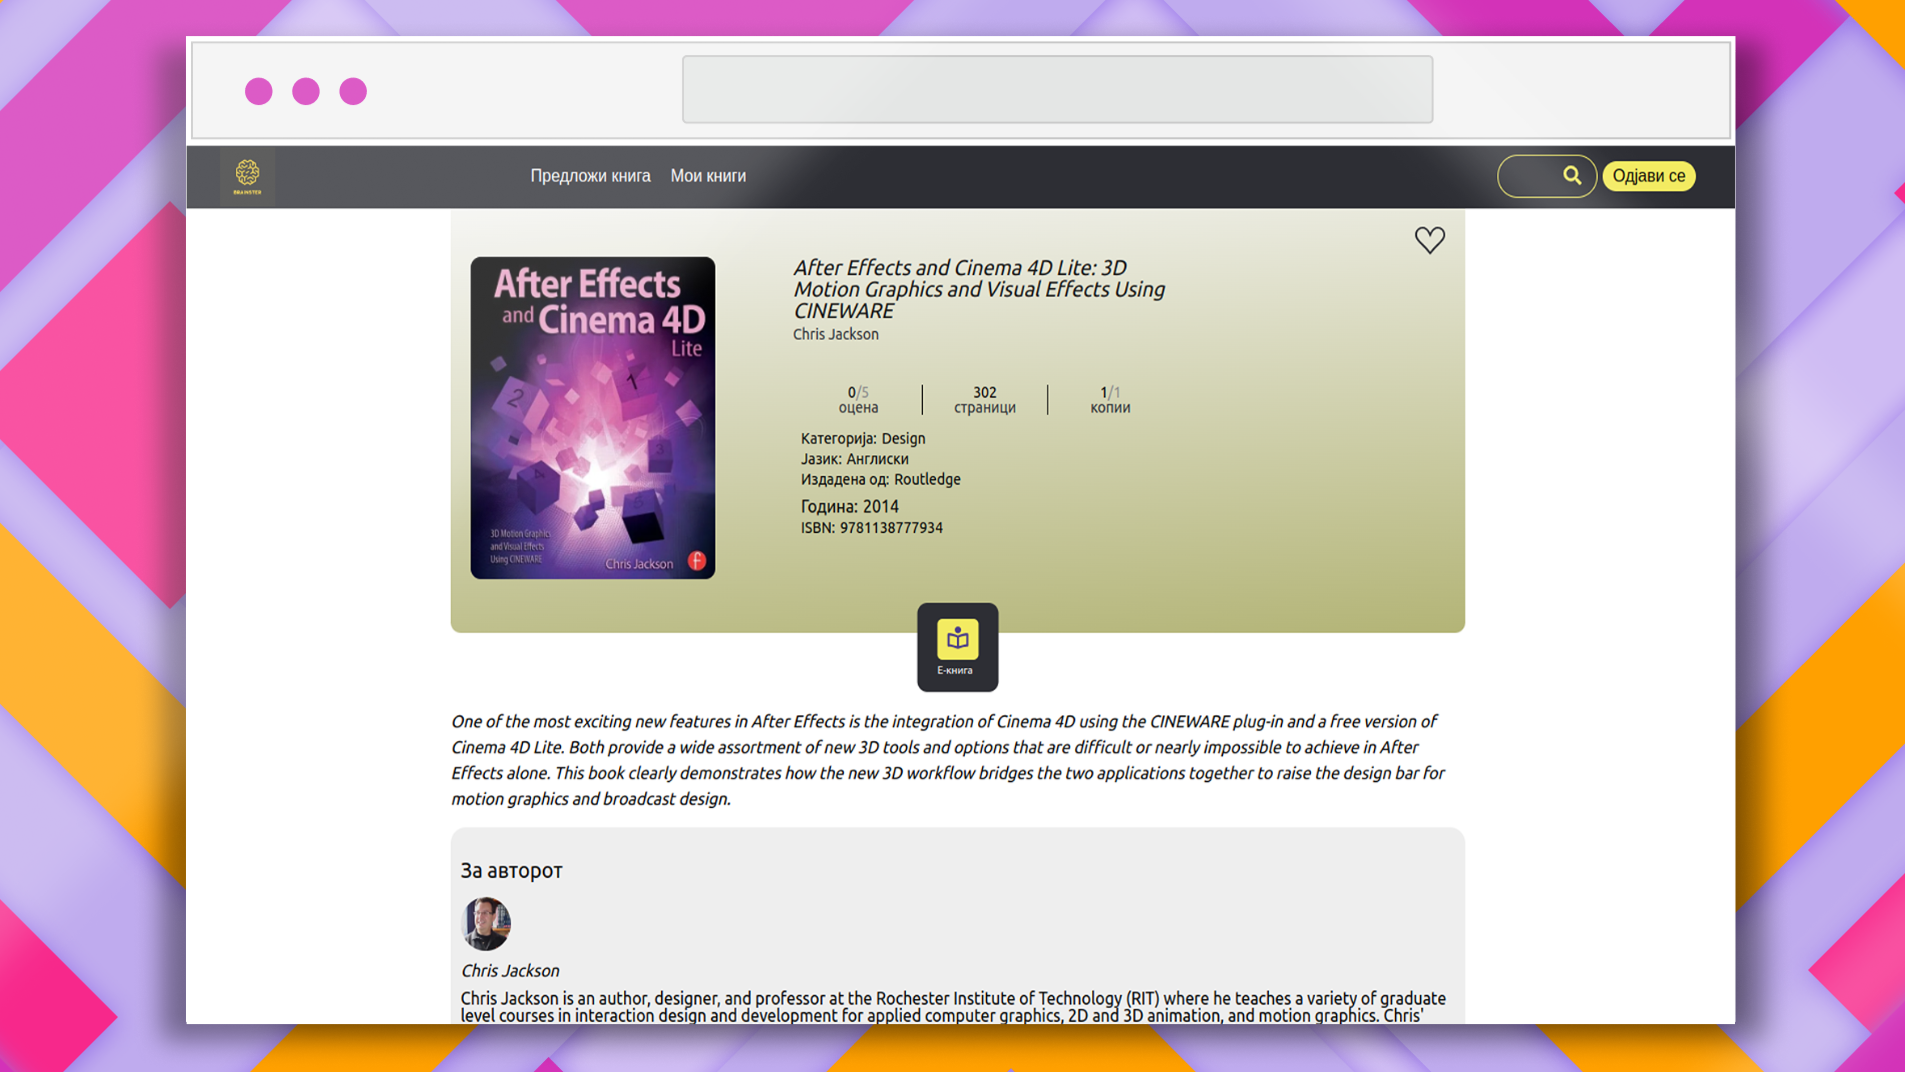 BRAINSTER
Предложи книга
Мои книги
Одјави се
After Effects
and Cinema 4D
Lite
2
1
3
4
5
3D Motion Graphics
and Visual Effects
Using CINEWARE
Chris Jackson
f
After Effects and Cinema 4D Lite: 3D
Motion Graphics and Visual Effects Using
CINEWARE
Chris Jackson
0/5
оцена
302
страници
1/1
копии
Категорија: Design
Јазик: Англиски
Издадена од: Routledge
Година: 2014
ISBN: 9781138777934
Е-книга
One of the most exciting new features in After Effects is the integration of Cinema 4D using the CINEWARE plug-in and a free version of
Cinema 4D Lite. Both provide a wide assortment of new 3D tools and options that are difficult or nearly impossible to achieve in After
Effects alone. This book clearly demonstrates how the new 3D workflow bridges the two applications together to raise the design bar for
motion graphics and broadcast design.
За авторот
Chris Jackson
Chris Jackson is an author, designer, and professor at the Rochester Institute of Technology (RIT) where he teaches a variety of graduate
level courses in interaction design and development for applied computer graphics, 2D and 3D animation, and motion graphics. Chris'